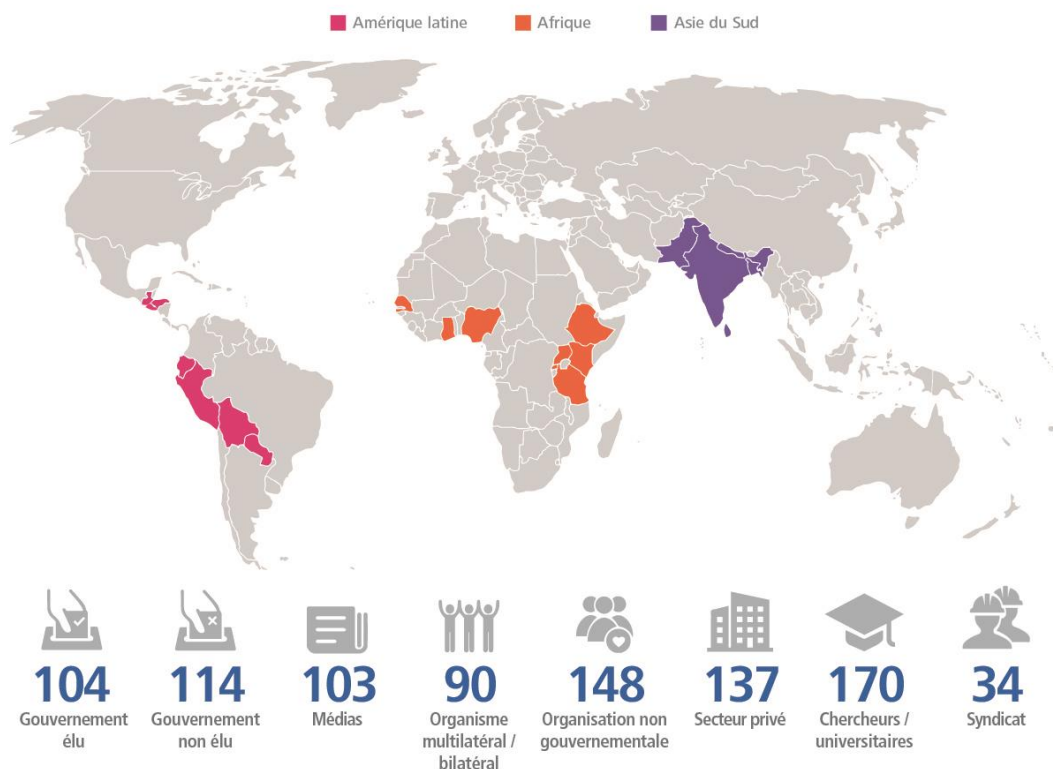 Amérique latine
Afrique
Asie du Sud
104
Gouvernement
élu
114
Gouvernement
non élu
103
Médias
90
Organisme
multilatéral /
bilatéral
148
Organisation non
gouvernementale
137
Secteur privé
170
Chercheurs /
universitaires
34
Syndicat